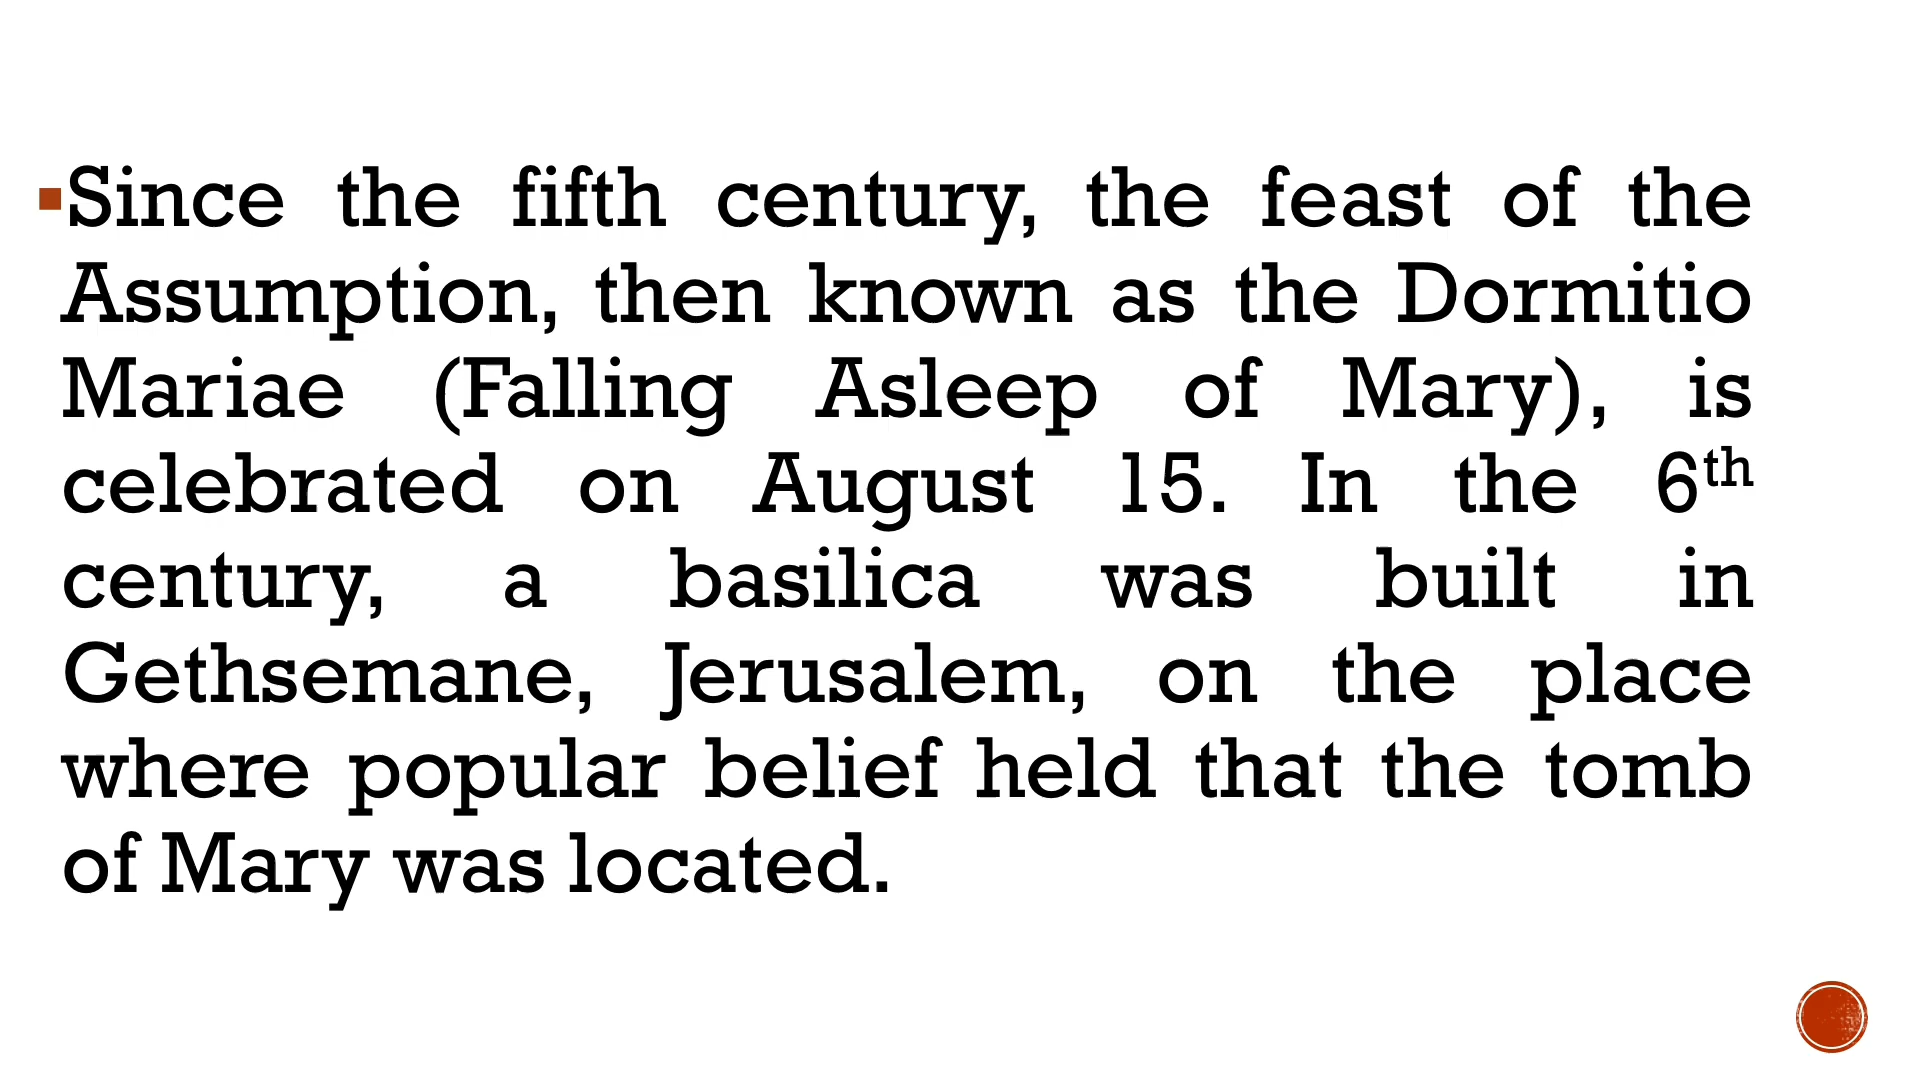 ▪Since the fifth century, the feast of the
Assumption, then known as the Dormitio
Mariae (Falling Asleep of Mary), is
celebrated on August 15. In the 6th
century, a basilica was built in
Gethsemane, Jerusalem, on the place
where popular belief held that the tomb
of Mary was located.